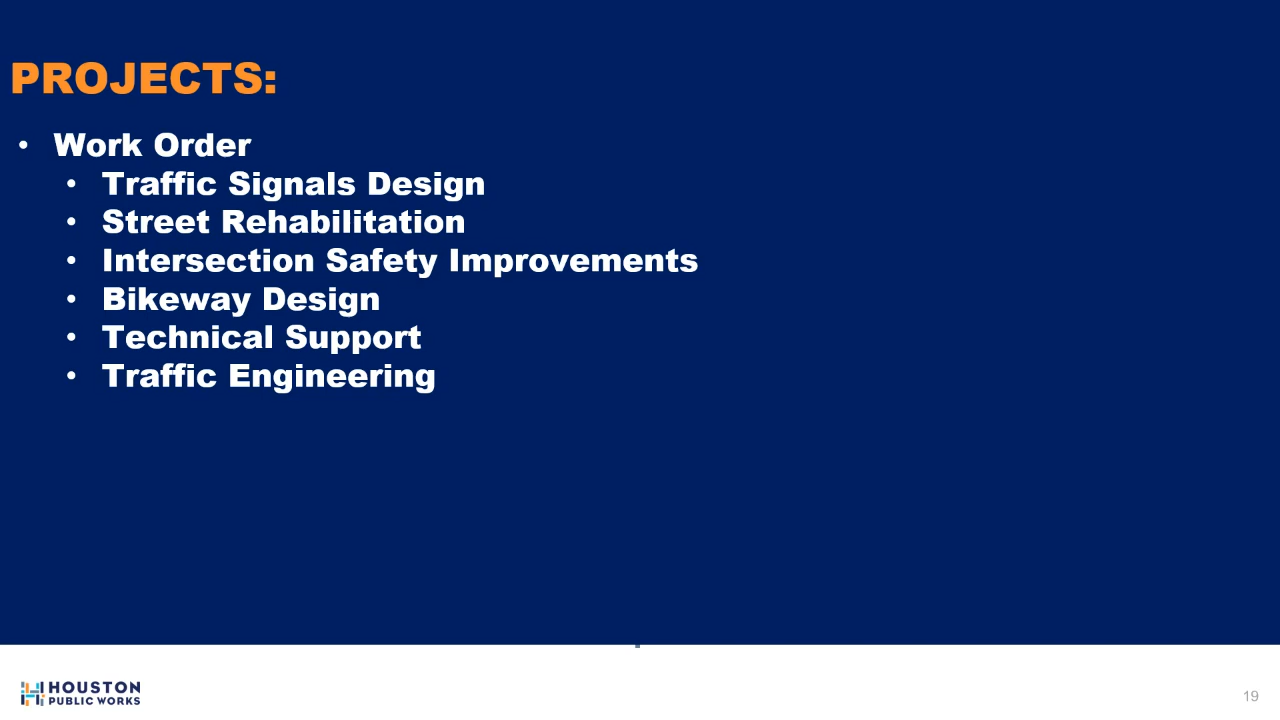 PROJECTS:
• Work Order
• Traffic Signals Design
• Street Rehabilitation
• Intersection Safety Improvements
• Bikeway Design
• Technical Support
• Traffic Engineering
HOUSTON
PUBLIC WORKS
19